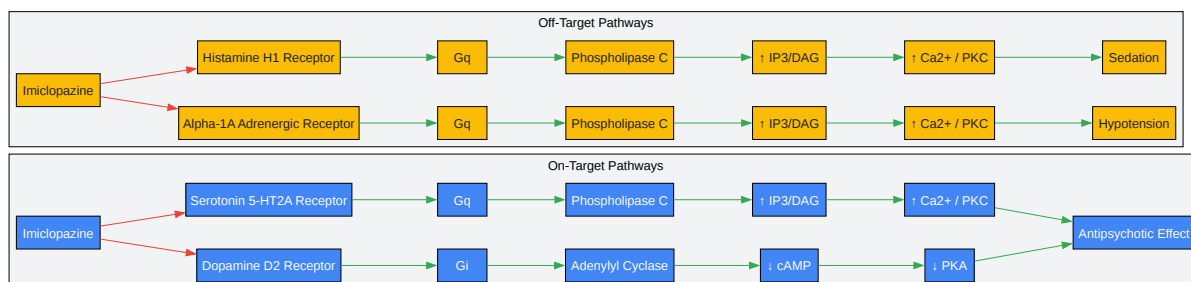 Off-Target Pathways
Histamine H1 Receptor
Gq
Phospholipase C
↑ IP3/DAG
↑ Ca2+ / PKC
Sedation
Imiclopazine
Alpha-1A Adrenergic Receptor
Gq
Phospholipase C
↑ IP3/DAG
↑ Ca2+ / PKC
Hypotension
On-Target Pathways
Serotonin 5-HT2A Receptor
Gq
Phospholipase C
↑ IP3/DAG
↑ Ca2+ / PKC
Imiclopazine
Antipsychotic Effect
Dopamine D2 Receptor
Gi
Adenylyl Cyclase
↓ cAMP
↓ PKA